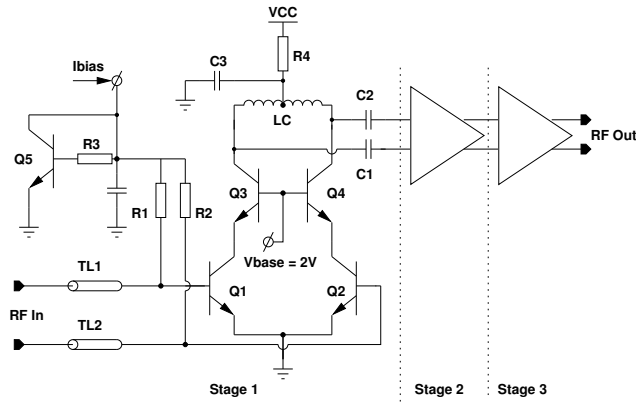 VCC
Ibias
C3
R4
C2
LC
C1
RF Out
Q5
R3
Q3
Q4
R1
R2
Vbase = 2V
TL1
Q1
Q2
RF In
TL2
Stage 1
Stage 2
Stage 3